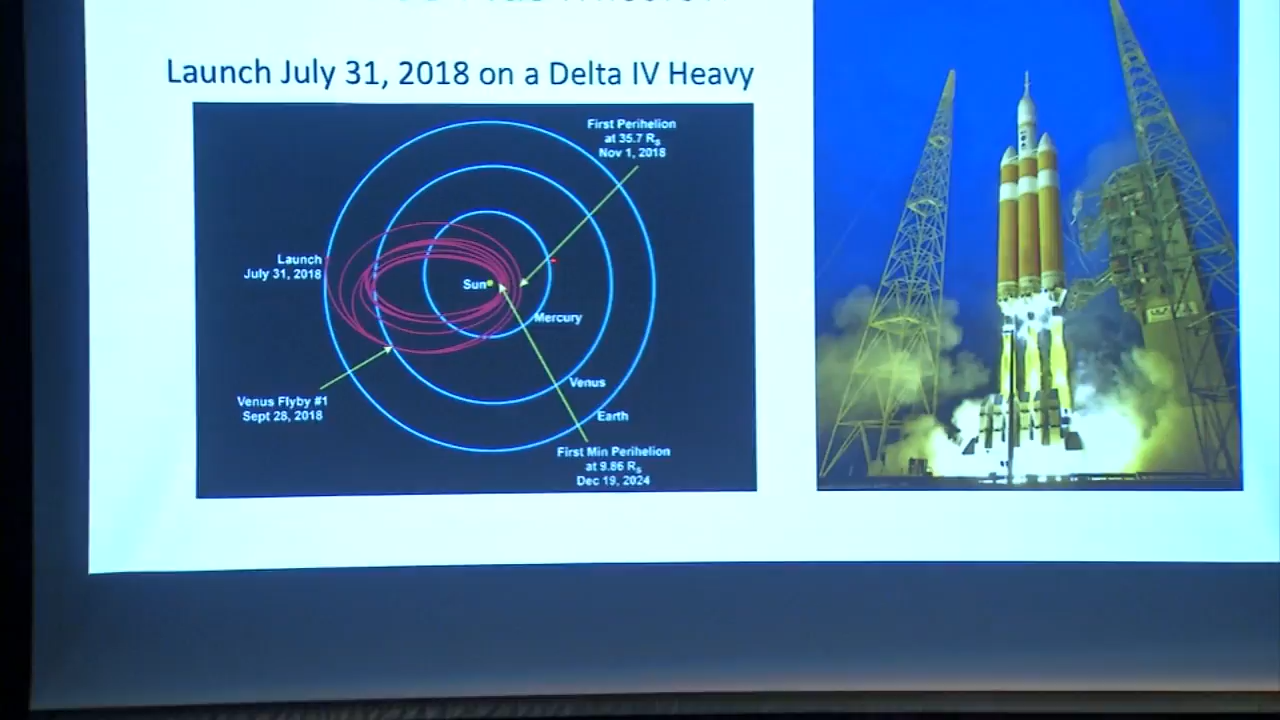 Launch July 31, 2018 on a Delta IV Heavy
First Perihelion
at 35.7 Rs
Nov 1, 2018
Launch
July 31, 2018
Sun
Mercury
Venus Flyby #1
Sept 28, 2018
Venus
Earth
First Min Perihelion
at 9.86 Rs
Dec 19, 2024